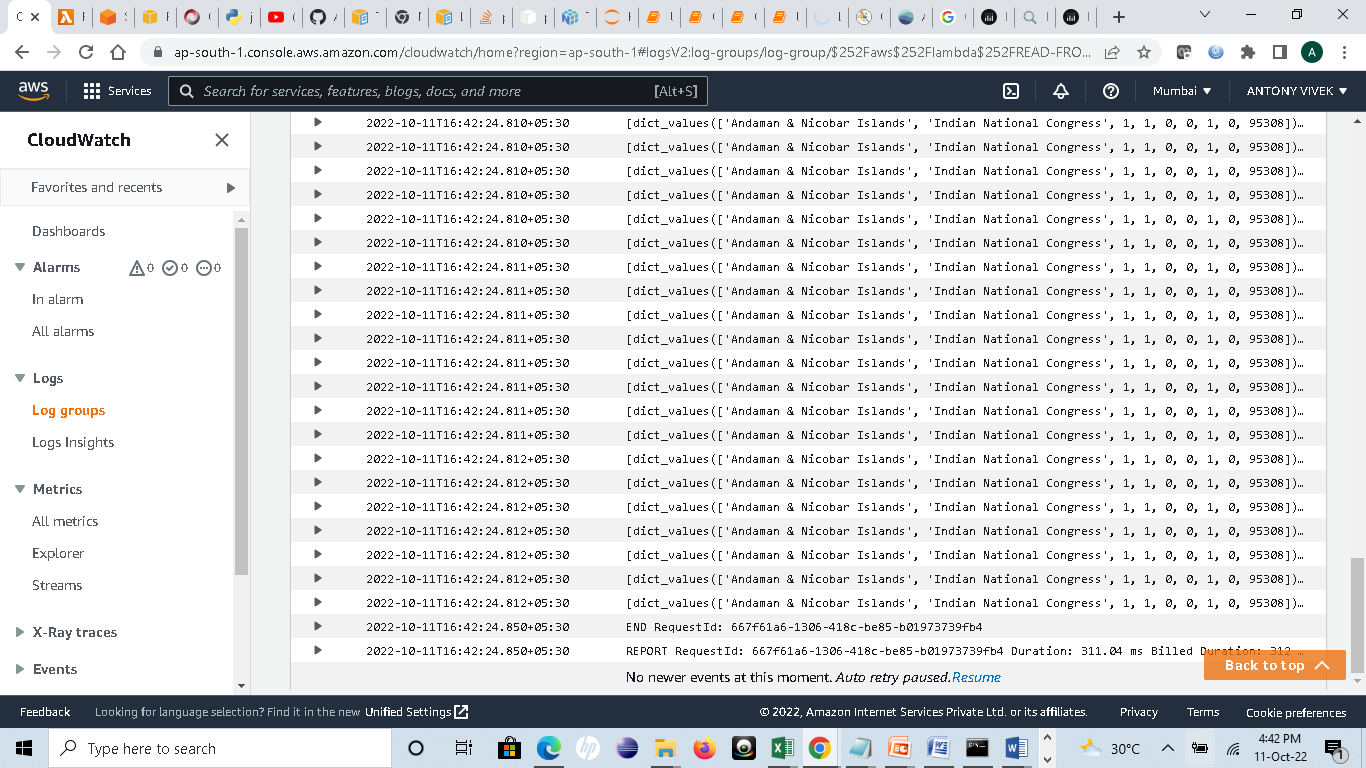 ap-south-1.console.aws.amazon.com/cloudwatch/home?region=ap-south-1#logsV2:log-groups/log-group/$252Faws$252Flambda$252FREAD-FRO...
A
aws
Services
Search for services, features, blogs, docs, and more [Alt+S]
Mumbai
ANTONY VIVEK
CloudWatch
Favorites and recents
Dashboards
Alarms 0 0 0
In alarm
All alarms
Logs
Log groups
Logs Insights
Metrics
All metrics
Explorer
Streams
X-Ray traces
Events
2022-10-11T16:42:24.810+05:30 [dict_values(['Andaman & Nicobar Islands', 'Indian National Congress', 1, 1, 0, 0, 1, 0, 95308])…
2022-10-11T16:42:24.810+05:30 [dict_values(['Andaman & Nicobar Islands', 'Indian National Congress', 1, 1, 0, 0, 1, 0, 95308])…
2022-10-11T16:42:24.810+05:30 [dict_values(['Andaman & Nicobar Islands', 'Indian National Congress', 1, 1, 0, 0, 1, 0, 95308])…
2022-10-11T16:42:24.810+05:30 [dict_values(['Andaman & Nicobar Islands', 'Indian National Congress', 1, 1, 0, 0, 1, 0, 95308])…
2022-10-11T16:42:24.810+05:30 [dict_values(['Andaman & Nicobar Islands', 'Indian National Congress', 1, 1, 0, 0, 1, 0, 95308])…
2022-10-11T16:42:24.810+05:30 [dict_values(['Andaman & Nicobar Islands', 'Indian National Congress', 1, 1, 0, 0, 1, 0, 95308])…
2022-10-11T16:42:24.811+05:30 [dict_values(['Andaman & Nicobar Islands', 'Indian National Congress', 1, 1, 0, 0, 1, 0, 95308])…
2022-10-11T16:42:24.811+05:30 [dict_values(['Andaman & Nicobar Islands', 'Indian National Congress', 1, 1, 0, 0, 1, 0, 95308])…
2022-10-11T16:42:24.811+05:30 [dict_values(['Andaman & Nicobar Islands', 'Indian National Congress', 1, 1, 0, 0, 1, 0, 95308])…
2022-10-11T16:42:24.811+05:30 [dict_values(['Andaman & Nicobar Islands', 'Indian National Congress', 1, 1, 0, 0, 1, 0, 95308])…
2022-10-11T16:42:24.811+05:30 [dict_values(['Andaman & Nicobar Islands', 'Indian National Congress', 1, 1, 0, 0, 1, 0, 95308])…
2022-10-11T16:42:24.811+05:30 [dict_values(['Andaman & Nicobar Islands', 'Indian National Congress', 1, 1, 0, 0, 1, 0, 95308])…
2022-10-11T16:42:24.811+05:30 [dict_values(['Andaman & Nicobar Islands', 'Indian National Congress', 1, 1, 0, 0, 1, 0, 95308])…
2022-10-11T16:42:24.811+05:30 [dict_values(['Andaman & Nicobar Islands', 'Indian National Congress', 1, 1, 0, 0, 1, 0, 95308])…
2022-10-11T16:42:24.812+05:30 [dict_values(['Andaman & Nicobar Islands', 'Indian National Congress', 1, 1, 0, 0, 1, 0, 95308])…
2022-10-11T16:42:24.812+05:30 [dict_values(['Andaman & Nicobar Islands', 'Indian National Congress', 1, 1, 0, 0, 1, 0, 95308])…
2022-10-11T16:42:24.812+05:30 [dict_values(['Andaman & Nicobar Islands', 'Indian National Congress', 1, 1, 0, 0, 1, 0, 95308])…
2022-10-11T16:42:24.812+05:30 [dict_values(['Andaman & Nicobar Islands', 'Indian National Congress', 1, 1, 0, 0, 1, 0, 95308])…
2022-10-11T16:42:24.812+05:30 [dict_values(['Andaman & Nicobar Islands', 'Indian National Congress', 1, 1, 0, 0, 1, 0, 95308])…
2022-10-11T16:42:24.812+05:30 [dict_values(['Andaman & Nicobar Islands', 'Indian National Congress', 1, 1, 0, 0, 1, 0, 95308])…
2022-10-11T16:42:24.812+05:30 [dict_values(['Andaman & Nicobar Islands', 'Indian National Congress', 1, 1, 0, 0, 1, 0, 95308])…
2022-10-11T16:42:24.850+05:30 END RequestId: 667f61a6-1306-418c-be85-b01973739fb4
2022-10-11T16:42:24.850+05:30 REPORT RequestId: 667f61a6-1306-418c-be85-b01973739fb4 Duration: 311.04 ms Billed Duration: 312 …
Back to top
No newer events at this moment. Auto retry paused. Resume
Feedback
Looking for language selection? Find it in the new Unified Settings
© 2022, Amazon Internet Services Private Ltd. or its affiliates.
Privacy
Terms
Cookie preferences
Type here to search
30°C
4:42 PM
11-Oct-22
1